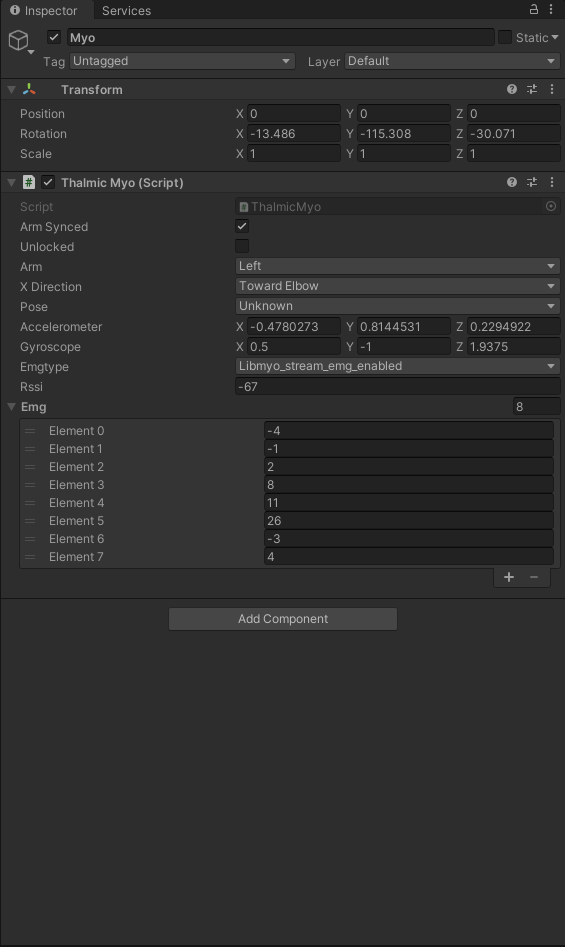 Inspector Services
Myo Static
Tag Untagged Layer Default
Transform
Position X 0 Y 0 Z 0
Rotation X -13.486 Y -115.308 Z -30.071
Scale X 1 Y 1 Z 1
# Thalmic Myo (Script)
Script ThalmicMyo
Arm Synced
Unlocked
Arm Left
X Direction Toward Elbow
Pose Unknown
Accelerometer X -0.4780273 Y 0.8144531 Z 0.2294922
Gyroscope X 0.5 Y -1 Z 1.9375
Emgtype Libmyo_stream_emg_enabled
Rssi -67
Emg 8
Element 0 -4
Element 1 -1
Element 2 2
Element 3 8
Element 4 11
Element 5 26
Element 6 -3
Element 7 4
+ −
Add Component